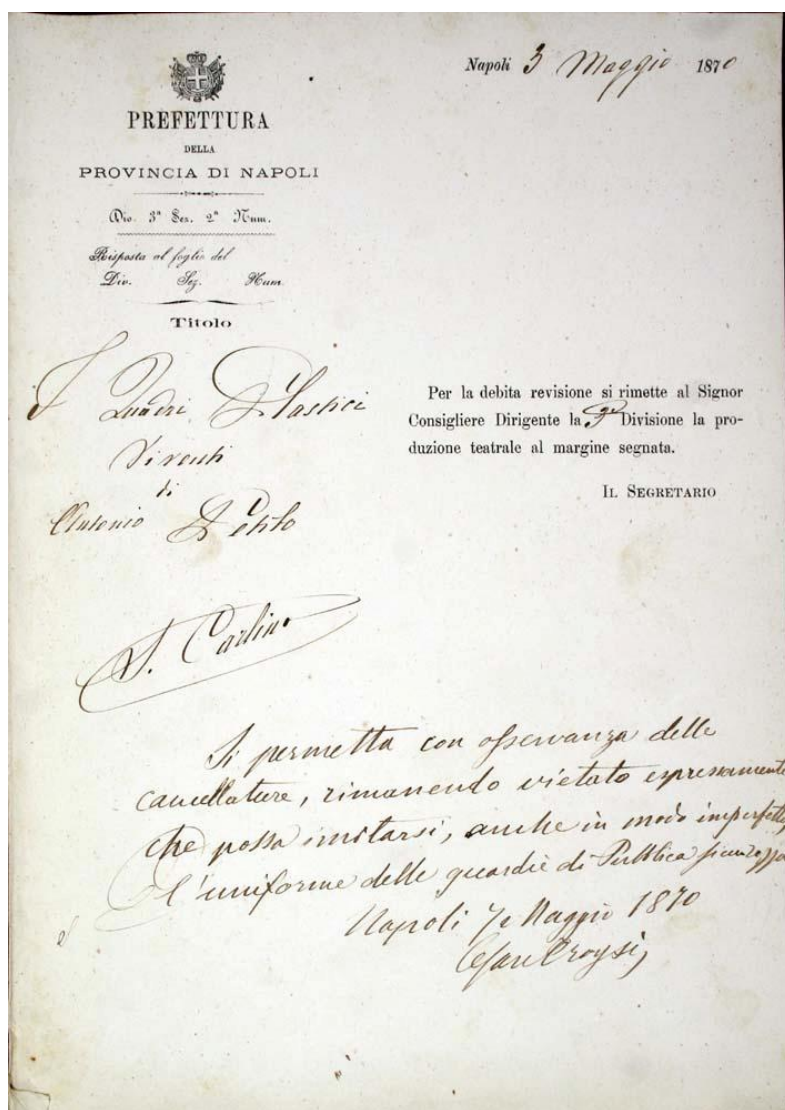 Napoli 3 Maggio 1870
PREFETTURA
DELLA
PROVINCIA DI NAPOLI
Div. 3ª Sez. 2ª Num.
Risposta al foglio del
Div. Sez. Num.
Titolo
I Quadri Plastici
Viventi
di
Antonio Petito
S. Carlino
Per la debita revisione si rimette al Signor
Consigliere Dirigente la 3ª Divisione la pro-
duzione teatrale al margine segnata.
IL SEGRETARIO
Si permetta con osservanza delle
cancellature, rimanendo vietato espressamente
che possa imitarsi, anche in modo imperfetto,
l'uniforme delle guardie di Pubblica sicurezza
Napoli 7 Maggio 1870